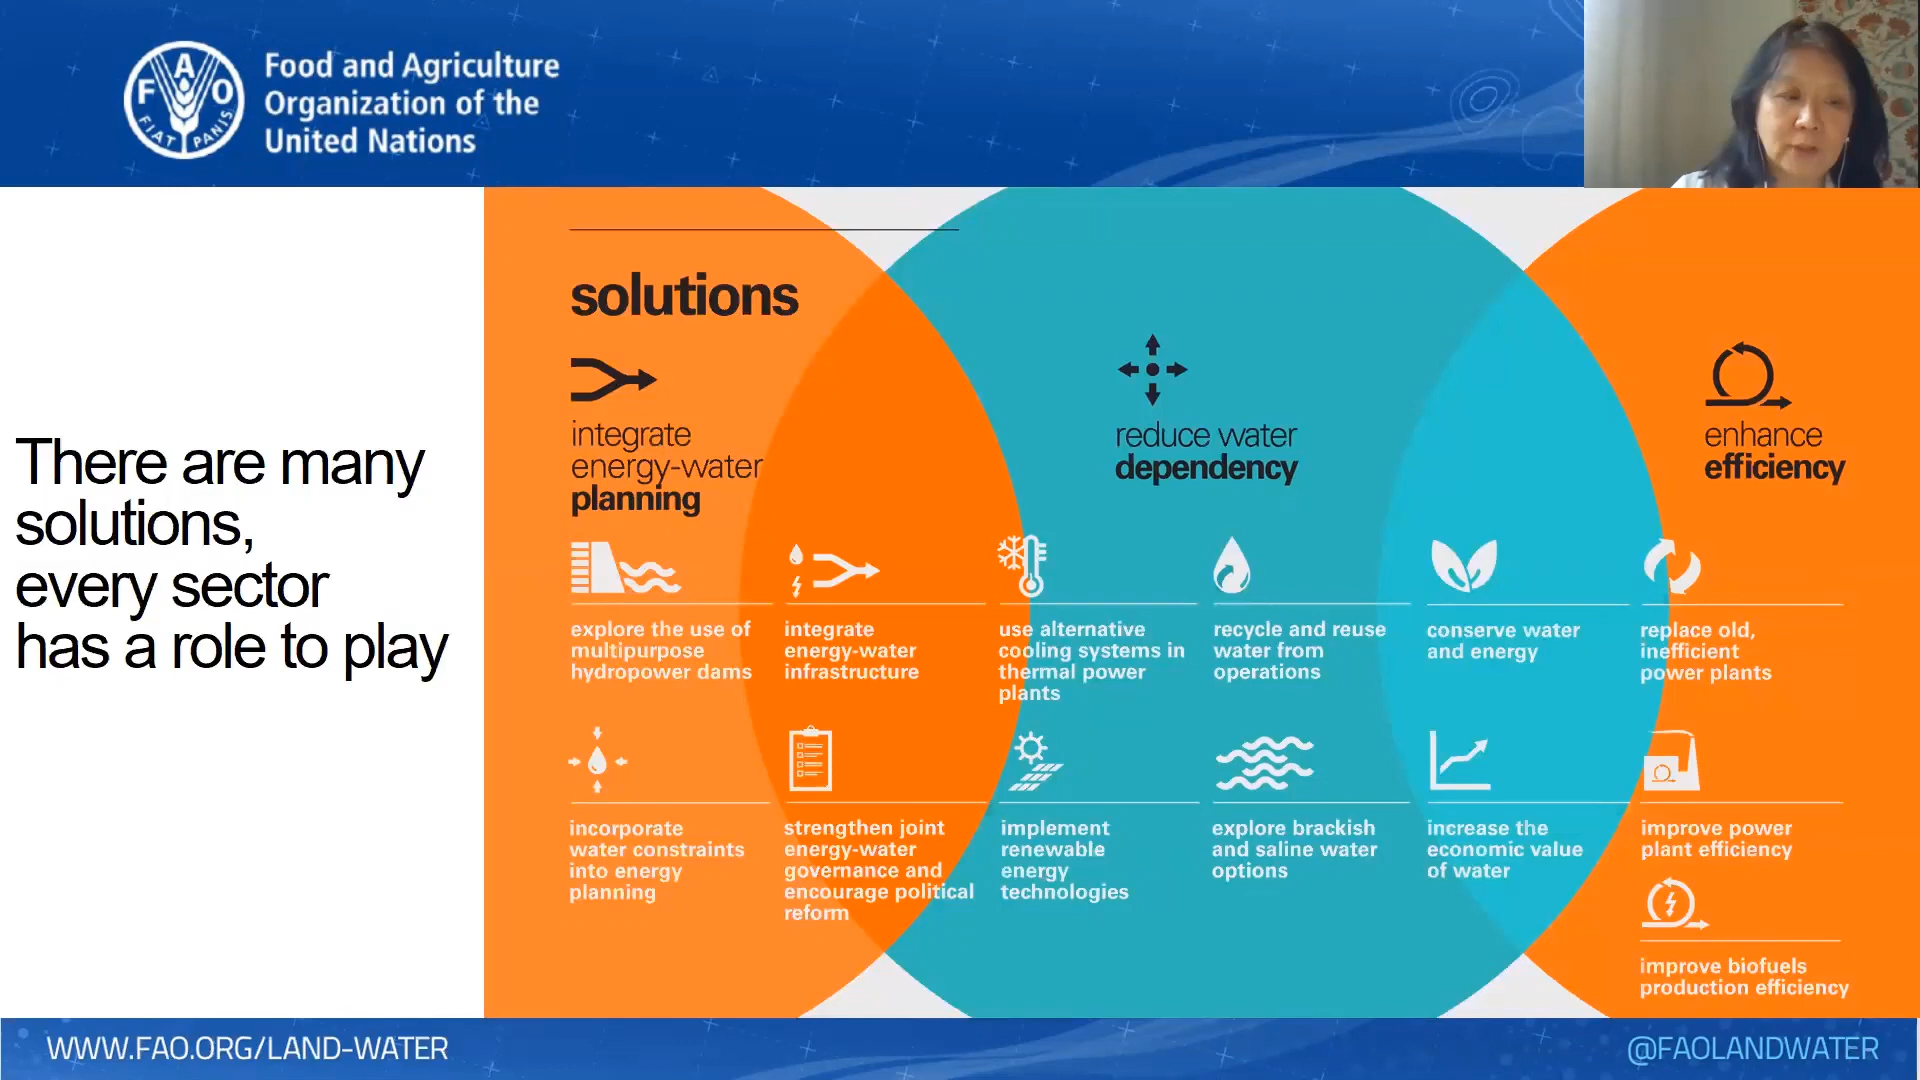 FAO
FIAT PANIS
Food and Agriculture
Organization of the
United Nations
There are many
solutions,
every sector
has a role to play
solutions
integrate
energy-water
planning
reduce water
dependency
enhance
efficiency
explore the use of
multipurpose
hydropower dams
integrate
energy-water
infrastructure
use alternative
cooling systems in
thermal power
plants
recycle and reuse
water from
operations
conserve water
and energy
replace old,
inefficient
power plants
incorporate
water constraints
into energy
planning
strengthen joint
energy-water
governance and
encourage political
reform
implement
renewable
energy
technologies
explore brackish
and saline water
options
increase the
economic value
of water
improve power
plant efficiency
improve biofuels
production efficiency
WWW.FAO.ORG/LAND-WATER
@FAOLANDWATER